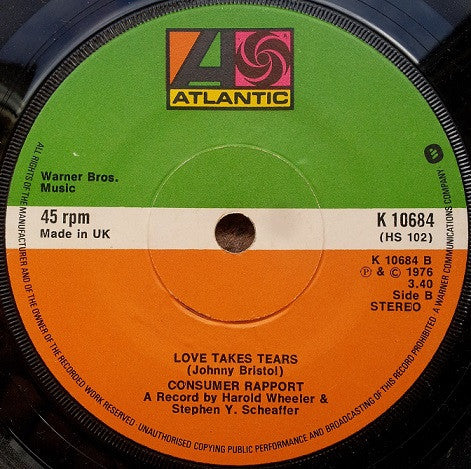 ATLANTIC
Warner Bros.
Music
45 rpm
Made in UK
K 10684
(HS 102)
K 10684 B
℗ & © 1976
3.40
Side B
STEREO
LOVE TAKES TEARS
(Johnny Bristol)
CONSUMER RAPPORT
A Record by Harold Wheeler &
Stephen Y. Scheaffer
ALL RIGHTS OF THE MANUFACTURER AND OF THE OWNER OF THE RECORDED WORK RESERVED. UNAUTHORISED COPYING PUBLIC PERFORMANCE AND BROADCASTING OF THIS RECORD PROHIBITED. A WARNER COMMUNICATIONS COMPANY.